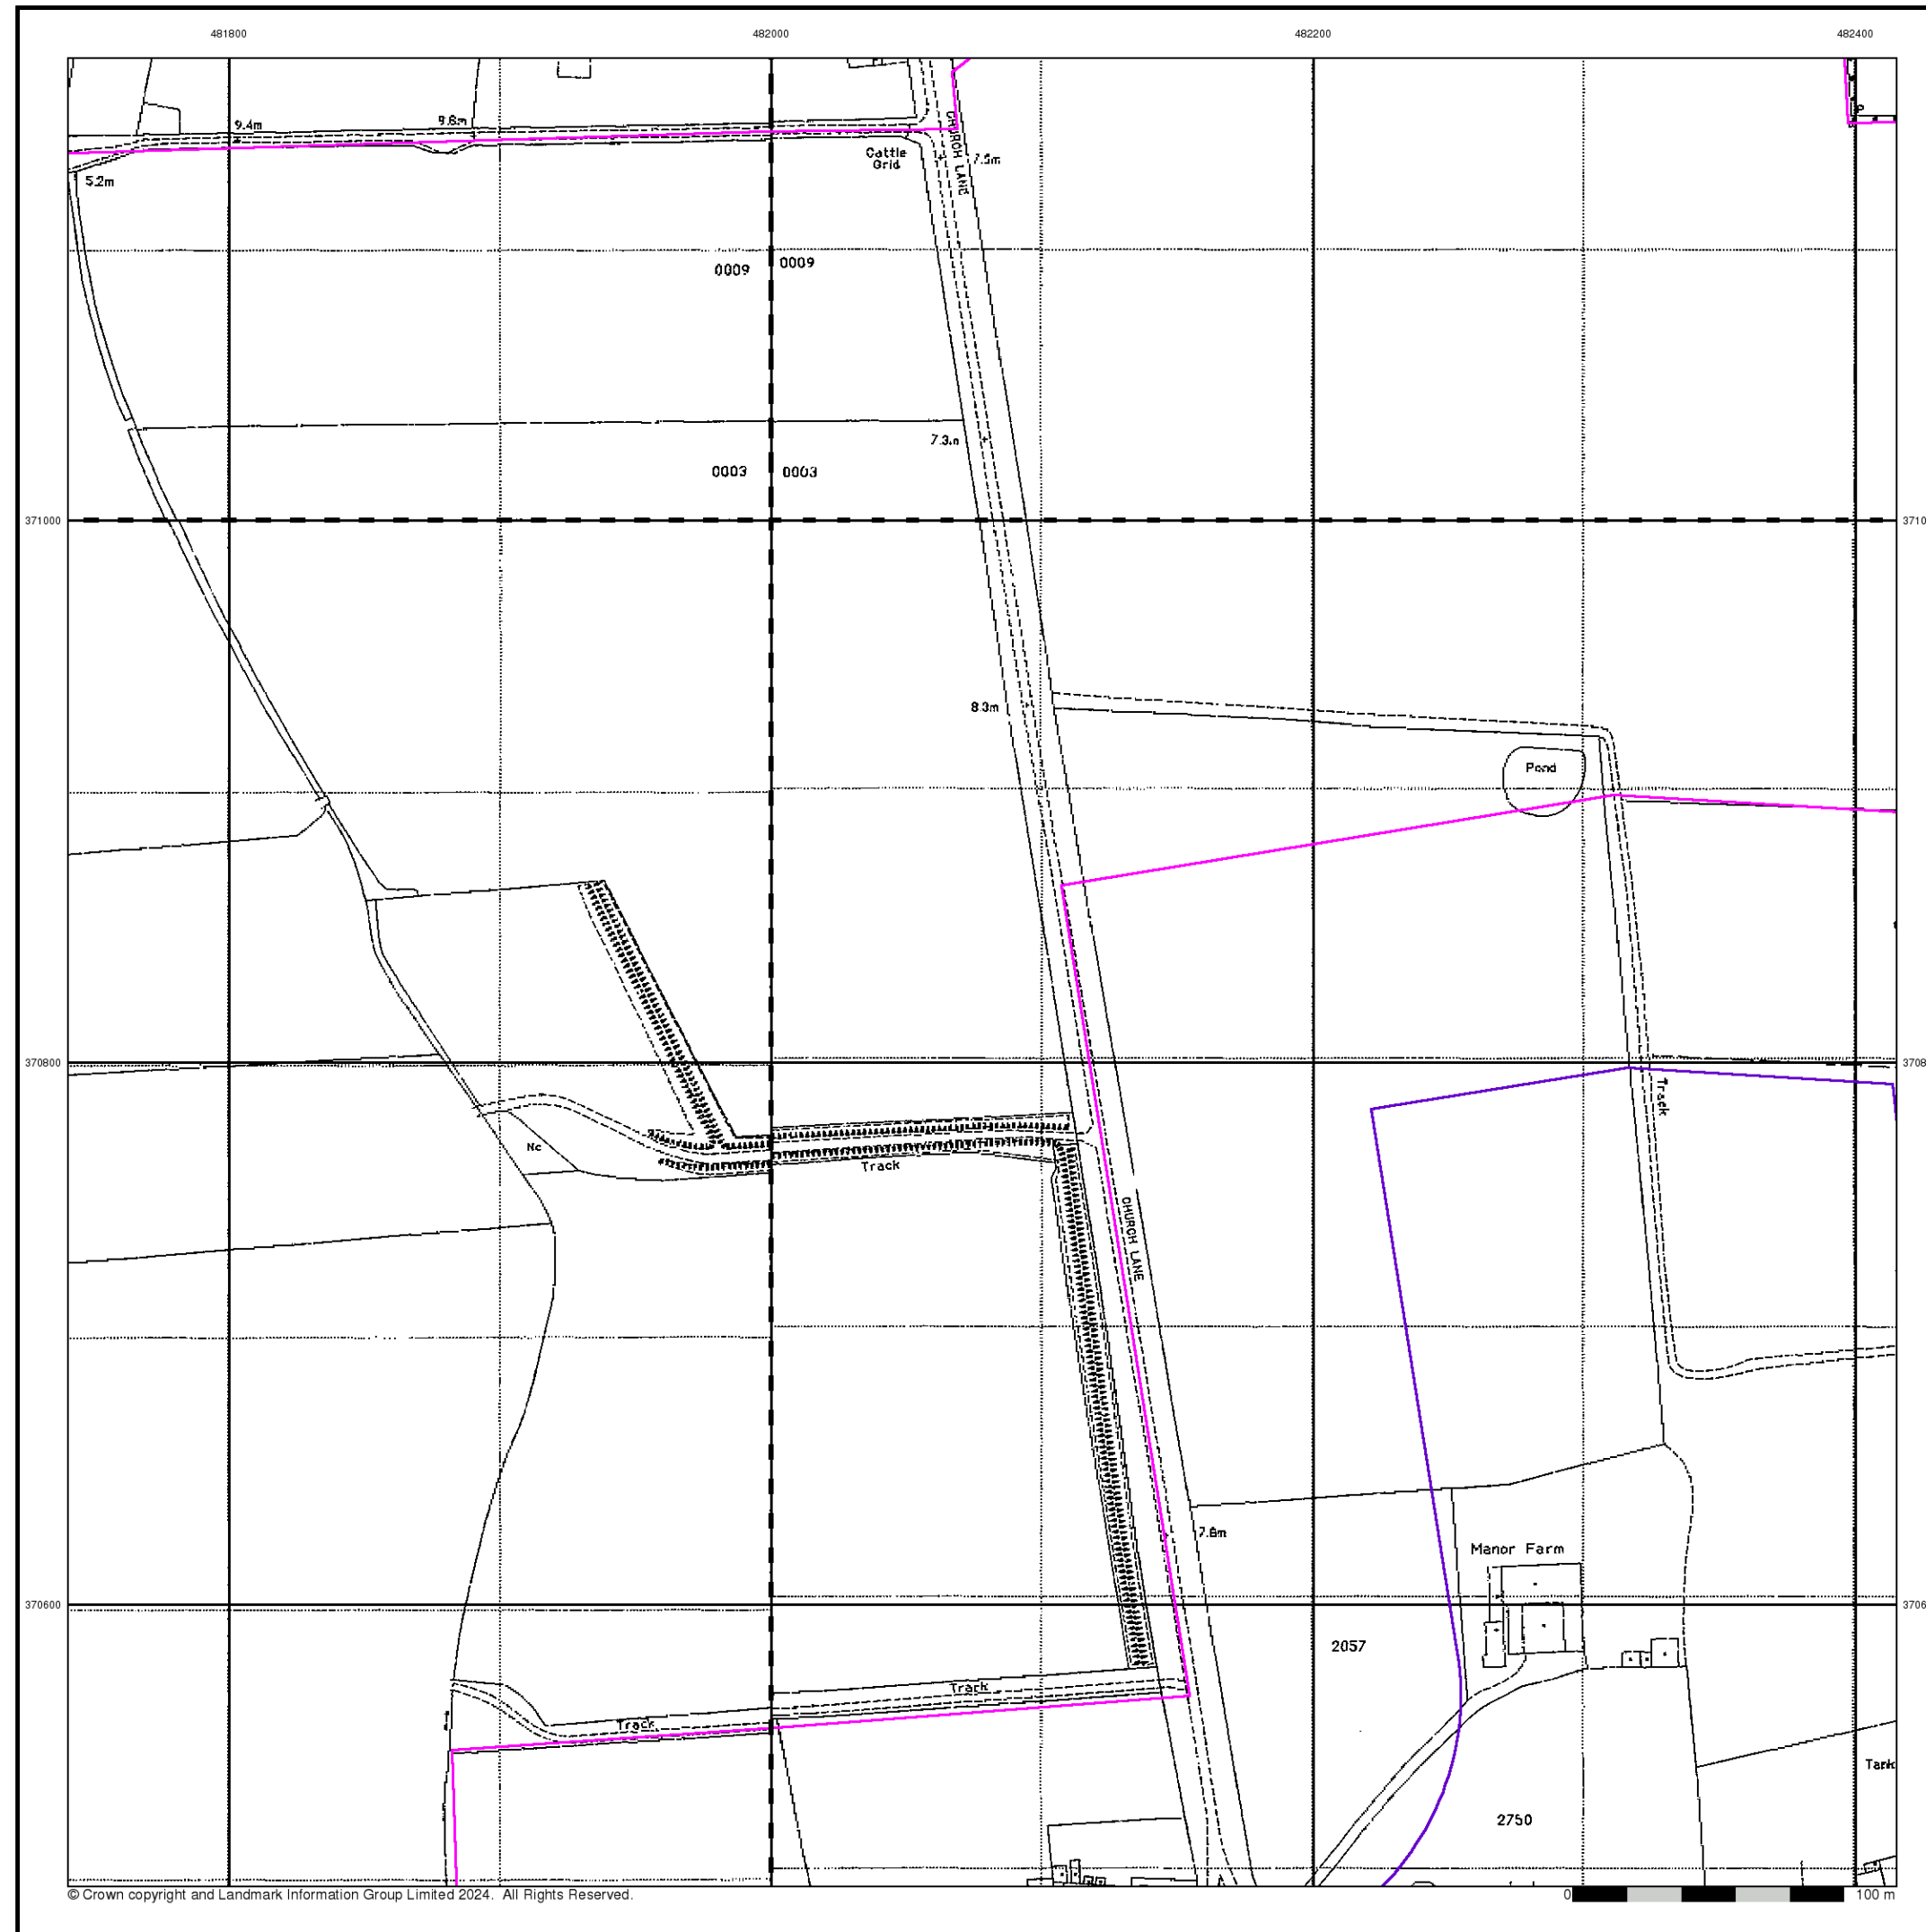 481800
482000
482200
482400
9.4m
9.6m
CHURCH LANE
Cattle
Grid
7.5m
5.2m
0009
0009
7.3m
0003
0003
371000
8.3m
Pond
370800
Track
Nc
Track
CHURCH LANE
7.6m
Manor Farm
370600
2057
Track
Track
Tank
2750
© Crown copyright and Landmark Information Group Limited 2024. All Rights Reserved.
0
100 m